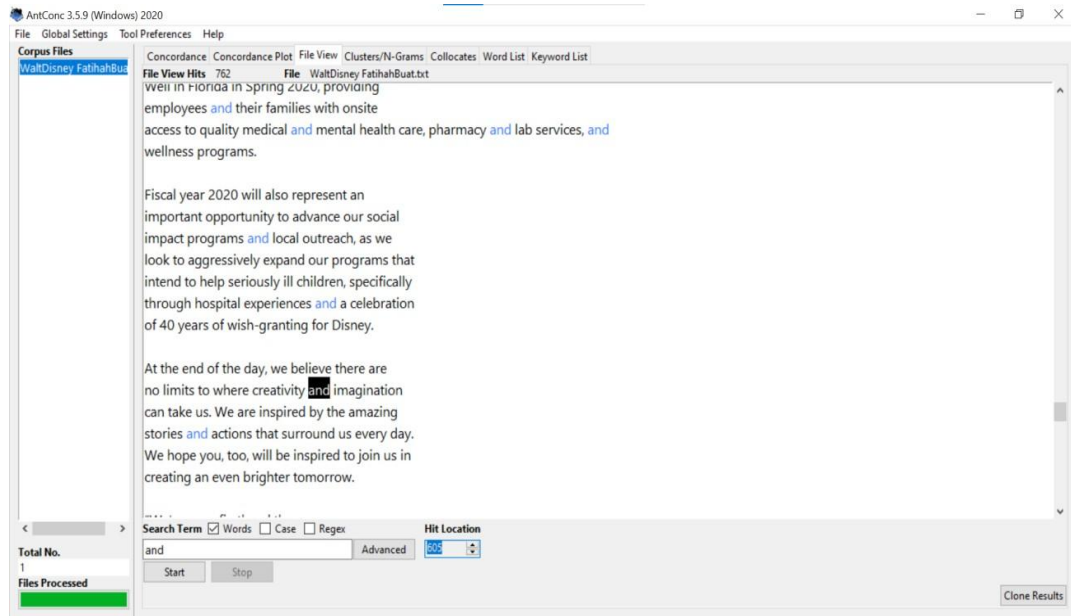 AntConc 3.5.9 (Windows) 2020
File Global Settings Tool Preferences Help
Corpus Files
WaltDisney FatihahBua
Concordance Concordance Plot File View Clusters/N-Grams Collocates Word List Keyword List
File View Hits 762 File WaltDisney FatihahBuat.txt
Well in Florida in Spring 2020, providing
employees and their families with onsite
access to quality medical and mental health care, pharmacy and lab services, and
wellness programs.
Fiscal year 2020 will also represent an
important opportunity to advance our social
impact programs and local outreach, as we
look to aggressively expand our programs that
intend to help seriously ill children, specifically
through hospital experiences and a celebration
of 40 years of wish-granting for Disney.
At the end of the day, we believe there are
no limits to where creativity and imagination
can take us. We are inspired by the amazing
stories and actions that surround us every day.
We hope you, too, will be inspired to join us in
creating an even brighter tomorrow.
Search Term Words Case Regex Hit Location
and Advanced 605
Start Stop
Total No.
1
Files Processed
Clone Results